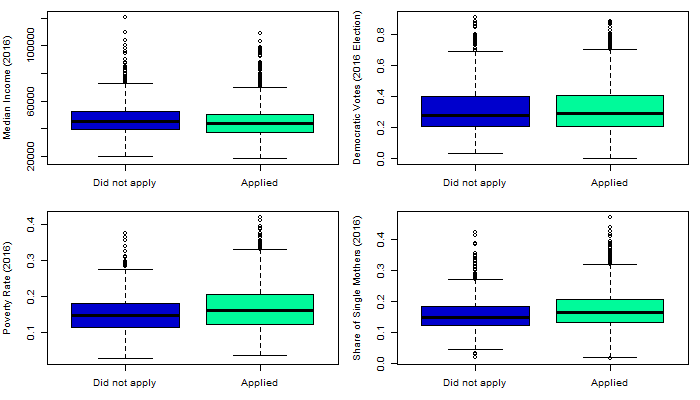 Median Income (2016)
100000
60000
20000
Did not apply Applied
Democratic Votes (2016 Election)
0.8
0.6
0.4
0.2
0.0
Did not apply Applied
Poverty Rate (2016)
0.4
0.3
0.2
0.1
Did not apply Applied
Share of Single Mothers (2016)
0.4
0.3
0.2
0.1
0.0
Did not apply Applied